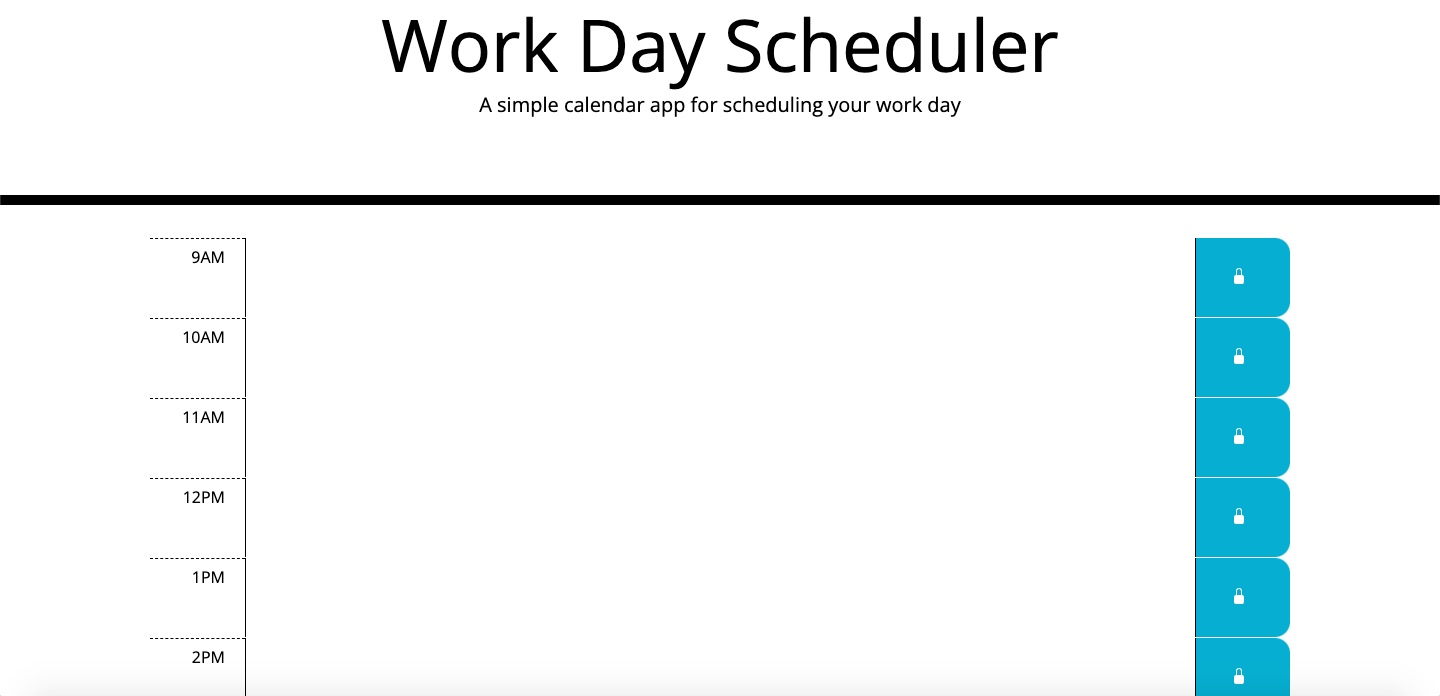 Work Day Scheduler
A simple calendar app for scheduling your work day
9AM
10AM
11AM
12PM
1PM
2PM